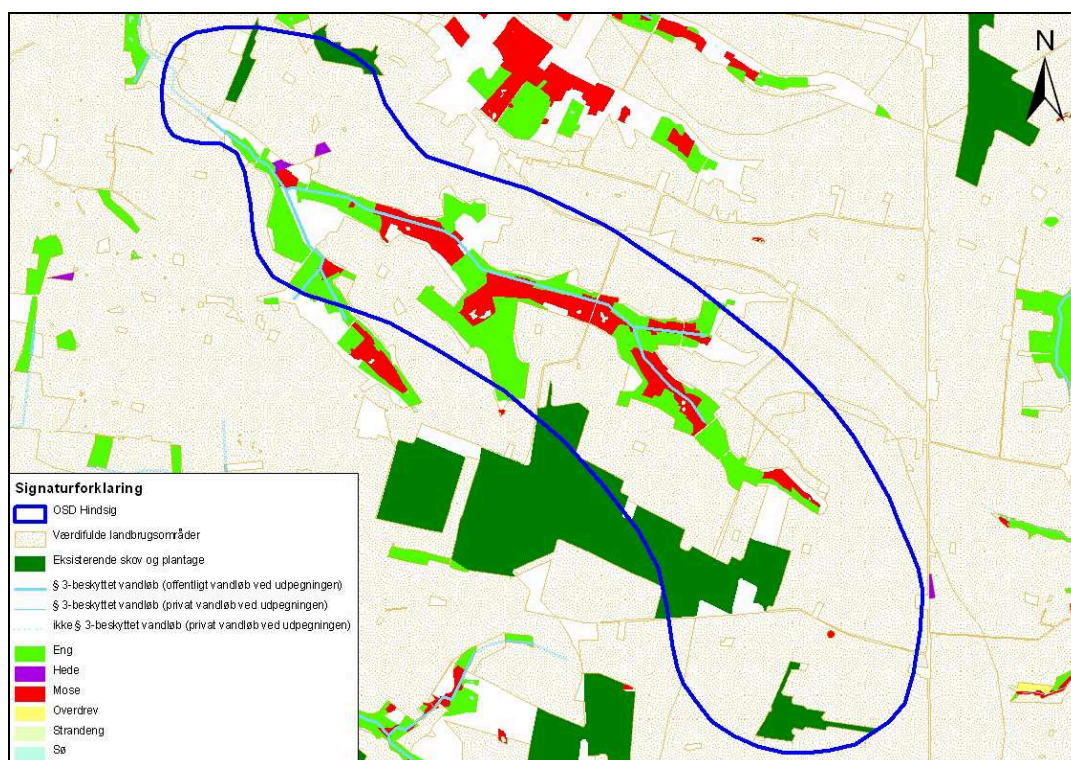 N
Signaturforklaring
OSD Hindsig
Værdifulde landbrugsområder
Eksisterende skov og plantage
§ 3-beskyttet vandløb (offentligt vandløb ved udpegningen)
§ 3-beskyttet vandløb (privat vandløb ved udpegningen)
ikke § 3-beskyttet vandløb (privat vandløb ved udpegningen)
Eng
Hede
Mose
Overdrev
Strandeng
Sø